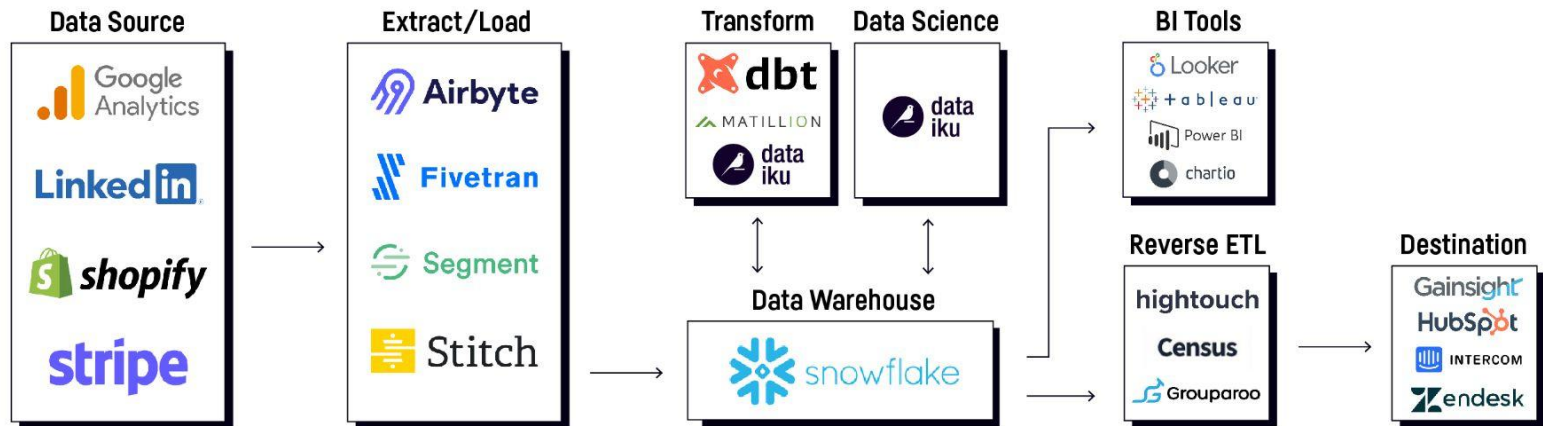 Data Source
Google
Analytics
Linkedin
shopify
stripe
Extract/Load
Airbyte
Fivetran
Segment
Stitch
Transform
dbt
MATILLION
data
iku
Data Science
data
iku
Data Warehouse
snowflake
BI Tools
Looker
+ a b l e a u
Power BI
chartio
Reverse ETL
hightouch
Census
Grouparoo
Destination
Gainsight
HubSpot
INTERCOM
Zendesk